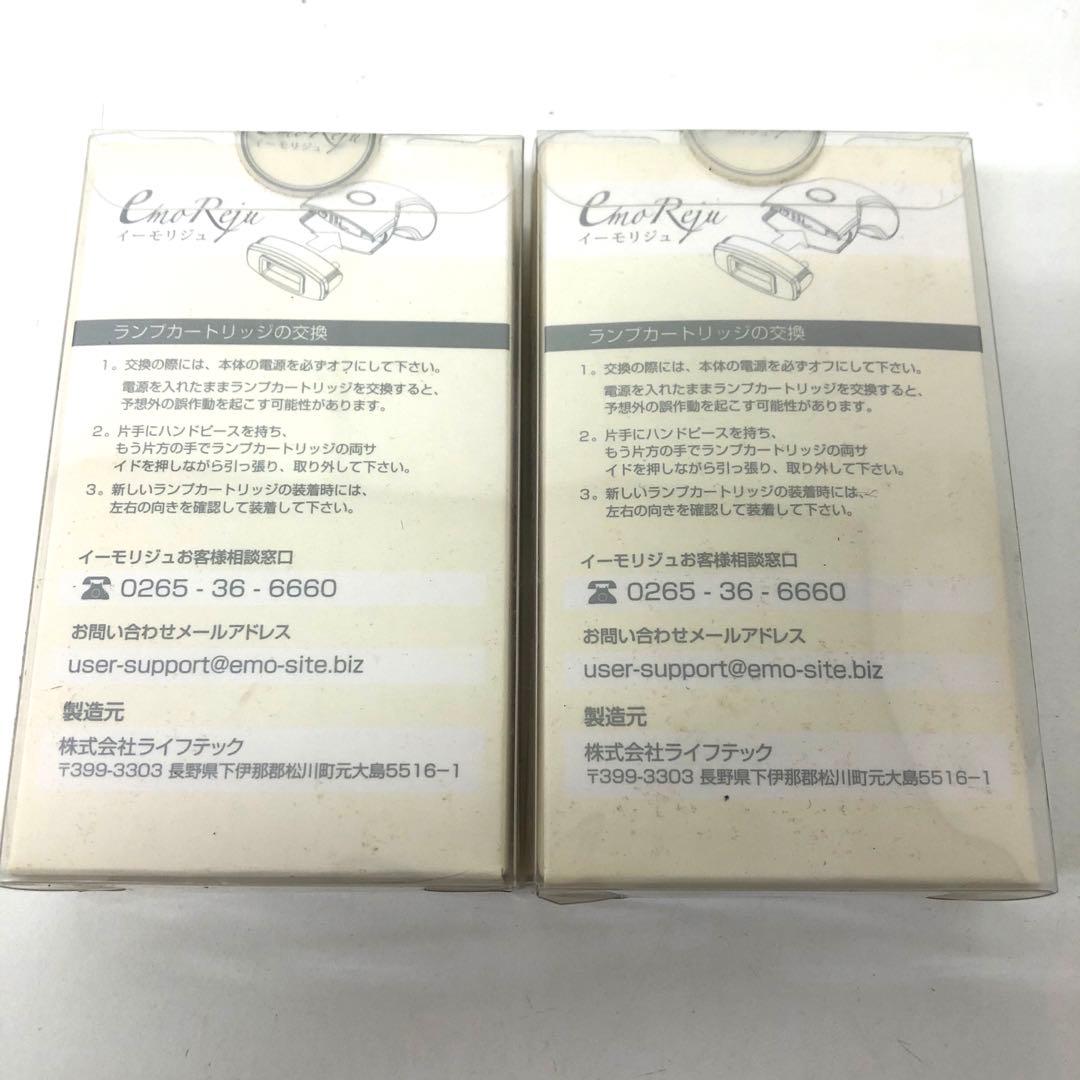 emoReju
イーモリジュ
emoReju
イーモリジュ
ランプカートリッジの交換
1。交換の際には、本体の電源を必ずオフにして下さい。
電源を入れたままランプカートリッジを交換すると、
予想外の誤作動を起こす可能性があります。
2。片手にハンドピースを持ち、
もう片方の手でランプカートリッジの両サ
イドを押しながら引っ張り、取り外して下さい。
3。新しいランプカートリッジの装着時には、
左右の向きを確認して装着して下さい。
イーモリジュお客様相談窓口
☎ 0265 - 36 - 6660
お問い合わせメールアドレス
user-support@emo-site.biz
製造元
株式会社ライフテック
〒399-3303 長野県下伊那郡松川町元大島5516−1
emoReju
イーモリジュ
ランプカートリッジの交換
1。交換の際には、本体の電源を必ずオフにして下さい。
電源を入れたままランプカートリッジを交換すると、
予想外の誤作動を起こす可能性があります。
2。片手にハンドピースを持ち、
もう片方の手でランプカートリッジの両サ
イドを押しながら引っ張り、取り外して下さい。
3。新しいランプカートリッジの装着時には、
左右の向きを確認して装着して下さい。
イーモリジュお客様相談窓口
☎ 0265 - 36 - 6660
お問い合わせメールアドレス
user-support@emo-site.biz
製造元
株式会社ライフテック
〒399-3303 長野県下伊那郡松川町元大島5516−1